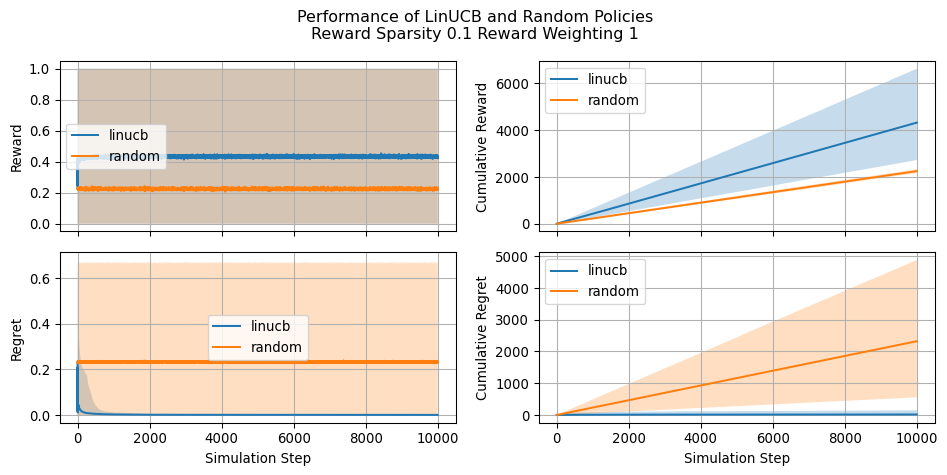 Performance of LinUCB and Random Policies
Reward Sparsity 0.1 Reward Weighting 1
Reward
1.0
0.8
0.6
0.4
0.2
0.0
linucb
random
Cumulative Reward
6000
4000
2000
0
linucb
random
Regret
0.6
0.4
0.2
0.0
linucb
random
0 2000 4000 6000 8000 10000
Simulation Step
Cumulative Regret
5000
4000
3000
2000
1000
0
linucb
random
0 2000 4000 6000 8000 10000
Simulation Step